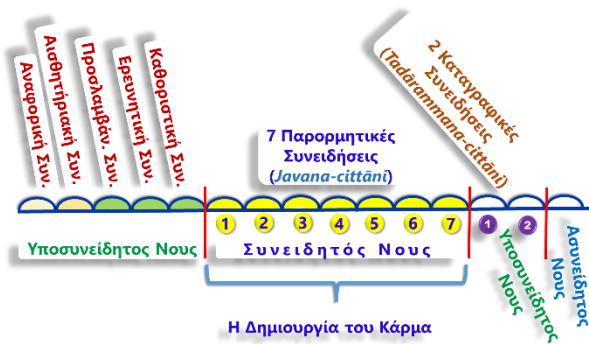 Αναφορική Συν.
Αισθητήριακή Συν.
Προσλαμβάν. Συν.
Ερευνητική Συν.
Καθοριστική Συν.
7 Παρορμητικές
Συνειδήσεις
(Javana-cittāni)
2 Καταγραφικές
Συνειδήσεις
(Tadārammana-cittāni)
1 2 3 4 5 6 7 1 2
Υποσυνείδητος Νους
Συνειδητός Νους
Υποσυνείδητος
Νους
Ασυνείδητος
Νους
Η Δημιουργία του Κάρμα